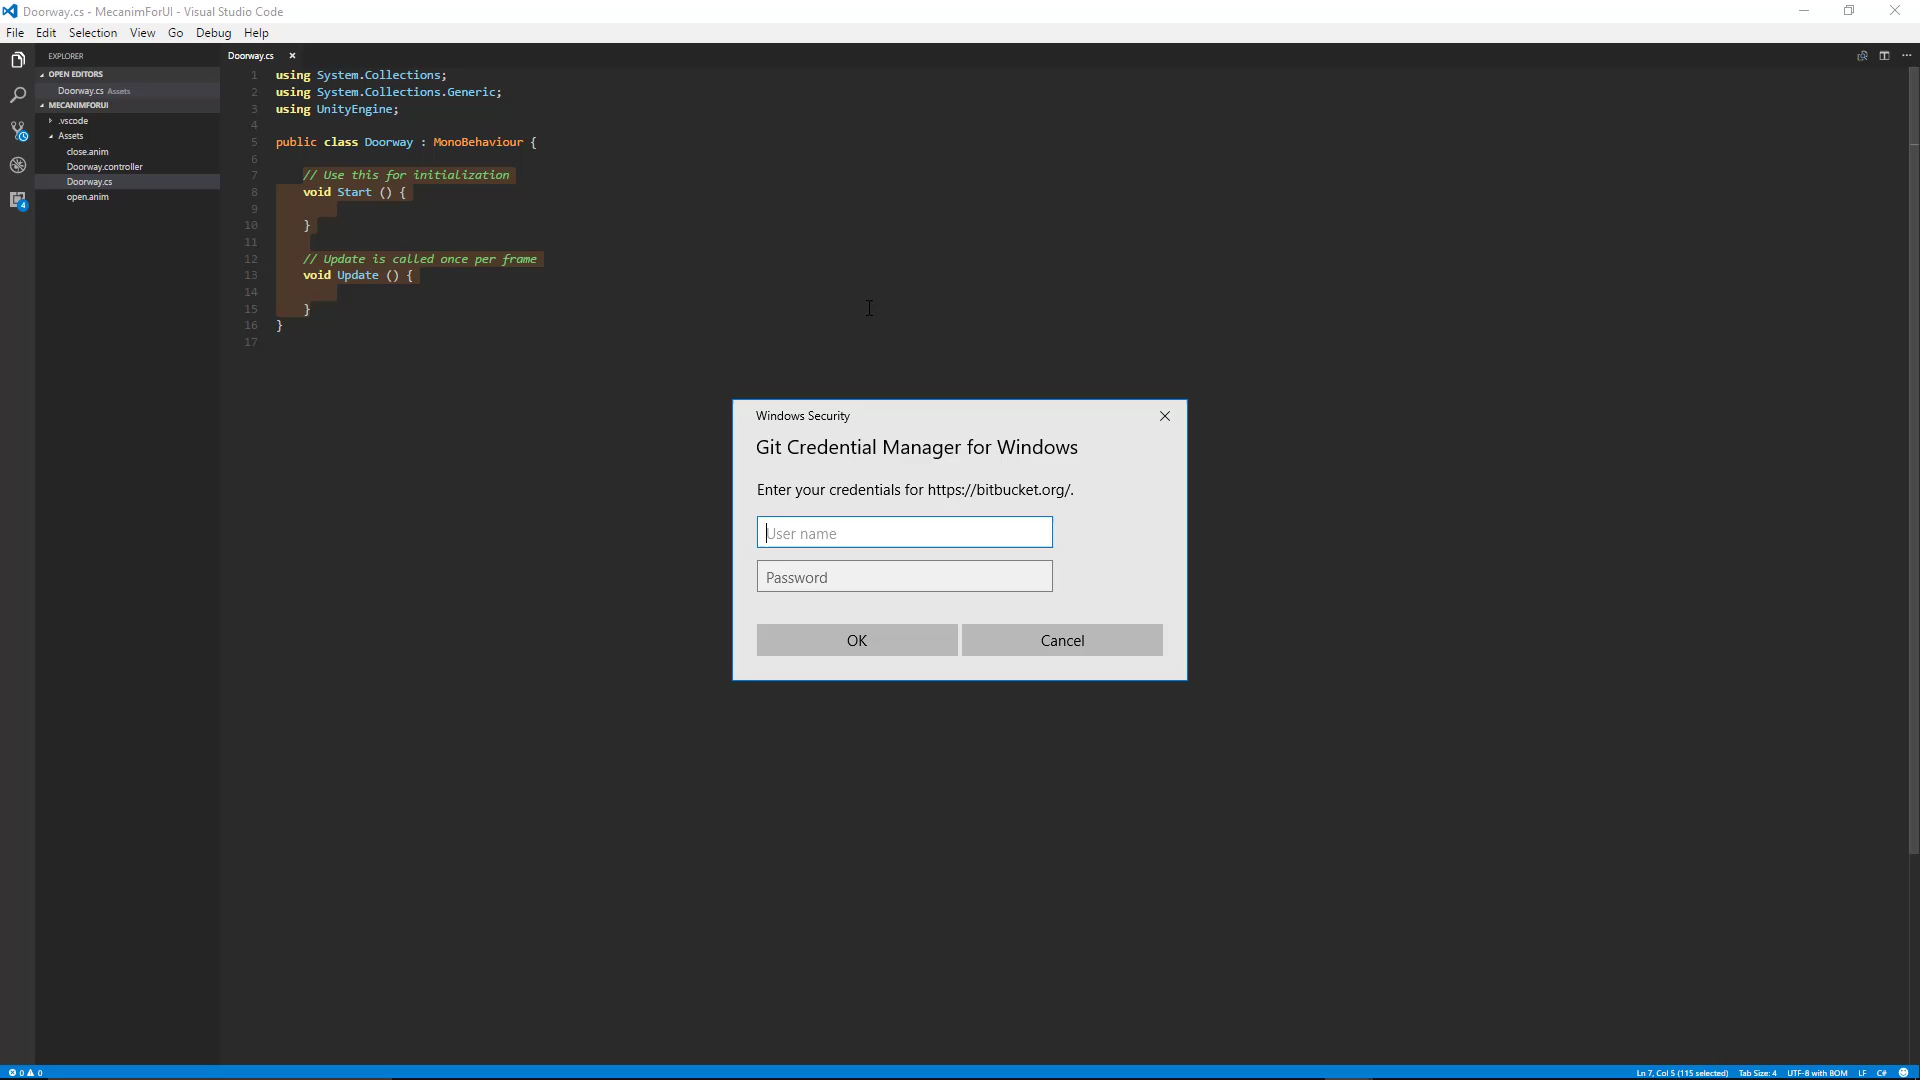 Doorway.cs - MecanimForUI - Visual Studio Code
File Edit Selection View Go Debug Help
EXPLORER
OPEN EDITORS
Doorway.cs Assets
MECANIMFORUI
.vscode
Assets
close.anim
Doorway.controller
Doorway.cs
open.anim
4
Doorway.cs ×
1 using System.Collections;
2 using System.Collections.Generic;
3 using UnityEngine;
4
5 public class Doorway : MonoBehaviour {
6
7 // Use this for initialization
8 void Start () {
9
10 }
11
12 // Update is called once per frame
13 void Update () {
14
15 }
16 }
17
Windows Security
Git Credential Manager for Windows
Enter your credentials for https://bitbucket.org/.
User name
Password
OK Cancel
0 0 Ln 7, Col 5 (115 selected) Tab Size: 4 UTF-8 with BOM LF C#